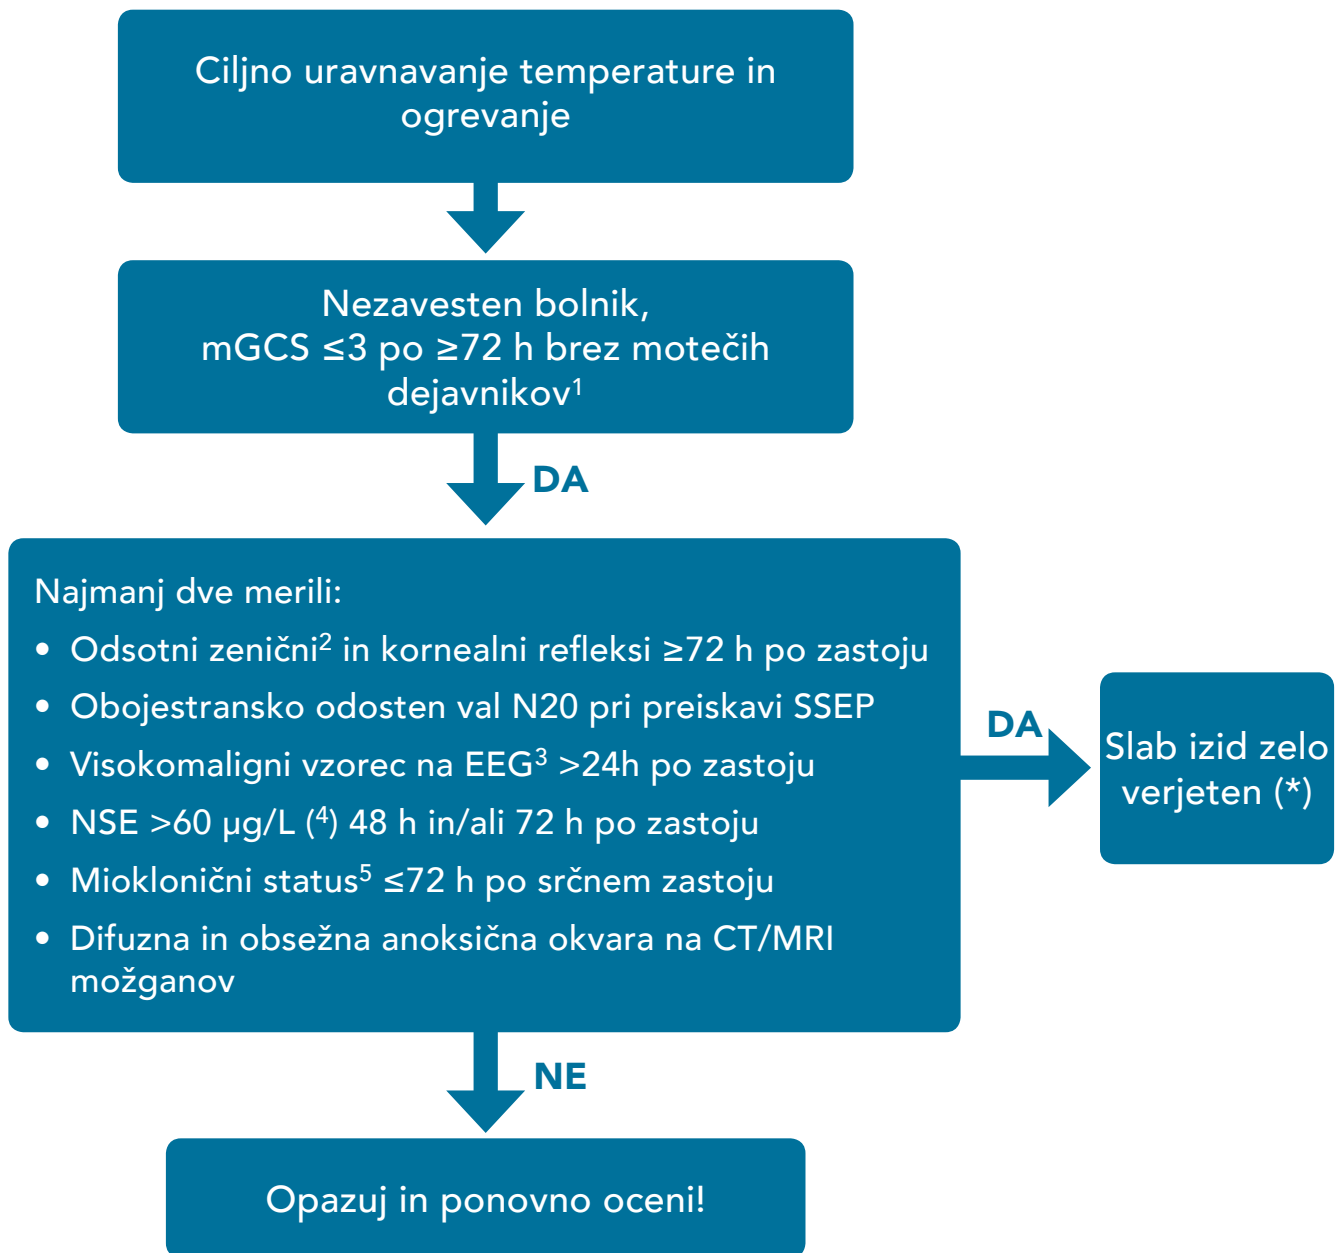 Ciljno uravnavanje temperature in
ogrevanje
Nezavesten bolnik,
mGCS ≤3 po ≥72 h brez motečih
dejavnikov¹
DA
Najmanj dve merili:
• Odsotni zenični² in kornealni refleksi ≥72 h po zastoju
• Obojestransko odosten val N20 pri preiskavi SSEP
• Visokomaligni vzorec na EEG³ >24h po zastoju
• NSE >60 µg/L (⁴) 48 h in/ali 72 h po zastoju
• Mioklonični status⁵ ≤72 h po srčnem zastoju
• Difuzna in obsežna anoksična okvara na CT/MRI
možganov
DA
Slab izid zelo
verjeten (*)
NE
Opazuj in ponovno oceni!